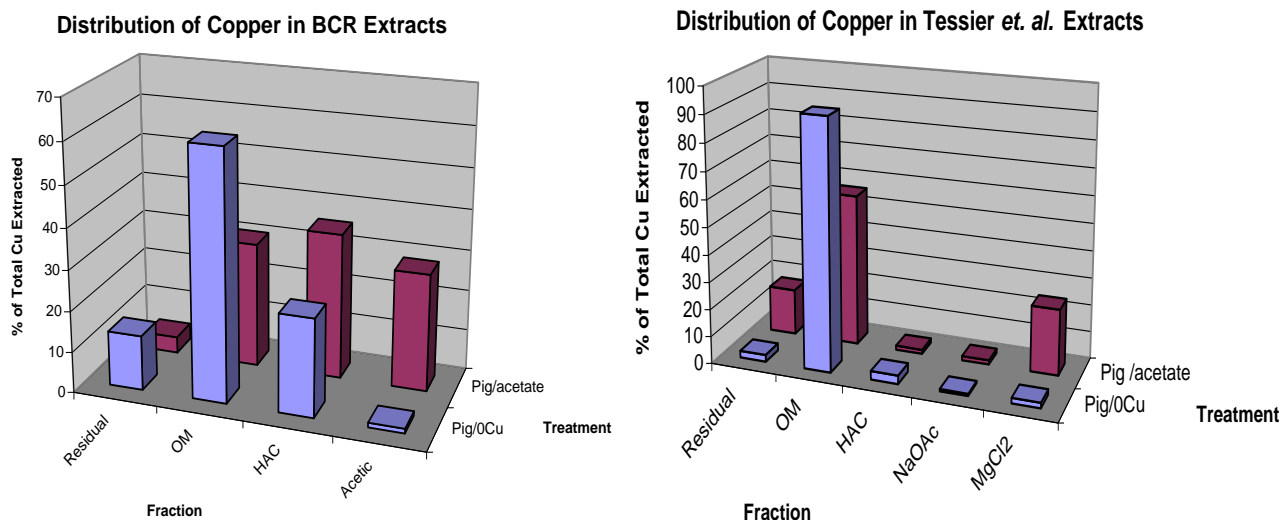 Distribution of Copper in BCR Extracts
% of Total Cu Extracted
70
60
50
40
30
20
10
0
Residual
OM
HAC
Acetic
Fraction
Pig/acetate
Pig/0Cu
Treatment
Distribution of Copper in Tessier et. al. Extracts
% of Total Cu Extracted
100
90
80
70
60
50
40
30
20
10
0
Residual
OM
HAC
NaOAc
MgCl2
Fraction
Pig /acetate
Pig/0Cu
Treatment